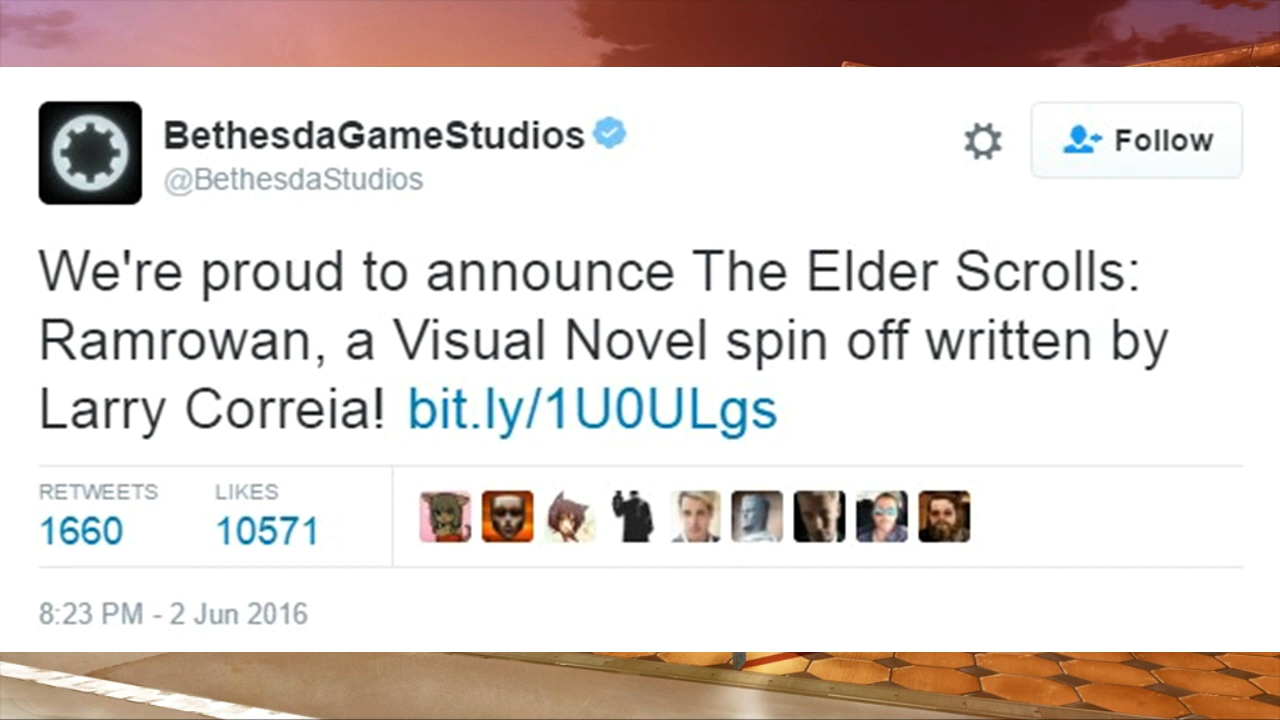 BethesdaGameStudios
@BethesdaStudios
Follow
We're proud to announce The Elder Scrolls:
Ramrowan, a Visual Novel spin off written by
Larry Correia! bit.ly/1U0ULgs
RETWEETS LIKES
1660 10571
8:23 PM - 2 Jun 2016